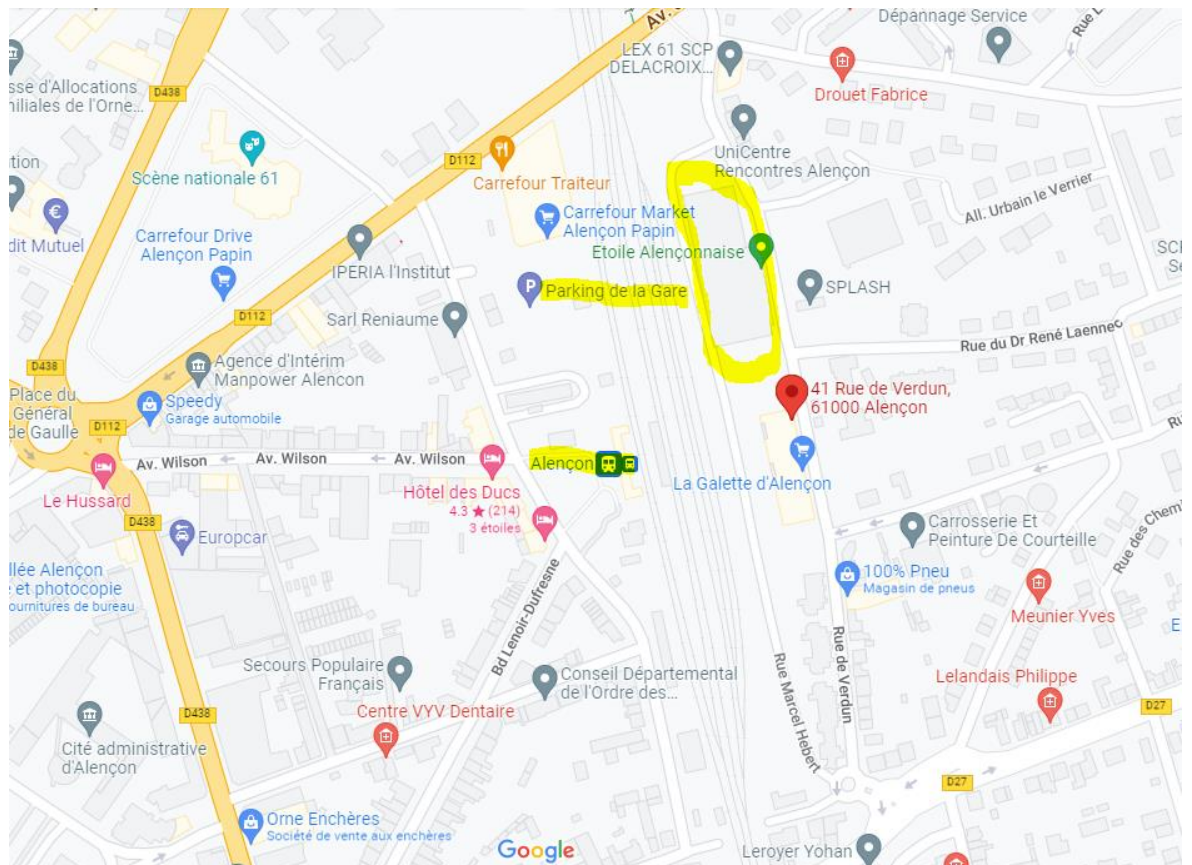 Av.
Dépannage Service
Rue
LEX 61 SCP
DELACROIX...
sse d'Allocations
niliales de l'Orne...
D438
Drouet Fabrice
UniCentre
Rencontres Alençon
D112
Scène nationale 61
Carrefour Traiteur
All. Urbain le Verrier
€
dit Mutuel
Carrefour Market
Alençon Papin
Carrefour Drive
Alençon Papin
Etoile Alençonnaise
IPERIA l'Institut
P
Parking de la Gare
SPLASH
D112
Sarl Reniaume
Rue du Dr René Laennec
D438
Agence d'Intérim
Manpower Alencon
Place du
Général
de Gaulle
Speedy
Garage automobile
41 Rue de Verdun,
61000 Alençon
D112
Av. Wilson
Av. Wilson
Av. Wilson
Alençon
Le Hussard
Hôtel des Ducs
4.3 ★ (214)
3 étoiles
La Galette d'Alençon
D438
Europcar
Carrosserie Et
Peinture De Courteille
Rue des Chem
llée Alençon
e et photocopie
ournitures de bureau
100% Pneu
Magasin de pneus
Meunier Yves
Bd Lenoir-Dufresne
Secours Populaire
Français
Conseil Départemental
de l'Ordre des...
Rue Marcel Hebert
Rue de Verdun
Lelandais Philippe
Centre VYV Dentaire
D438
D27
Cité administrative
d'Alençon
D27
Orne Enchères
Société de vente aux enchères
Google
Leroyer Yohan